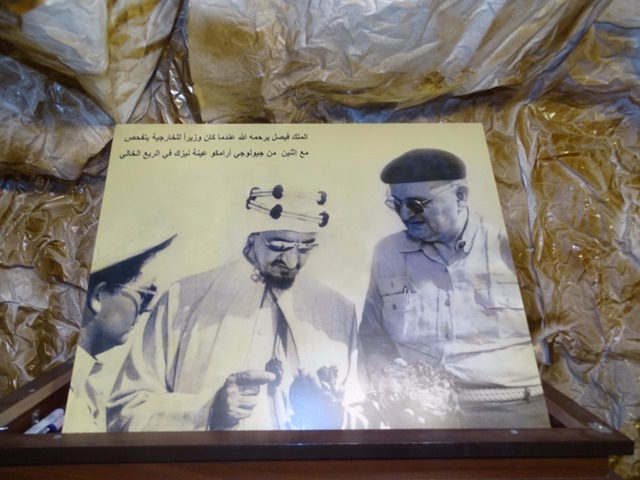 الملك فيصل يرحمه الله عندما كان وزيراً للخارجية يتفحص
مع إثنين من جيولوجي أرامكو عينة نيزك في الربع الخالي